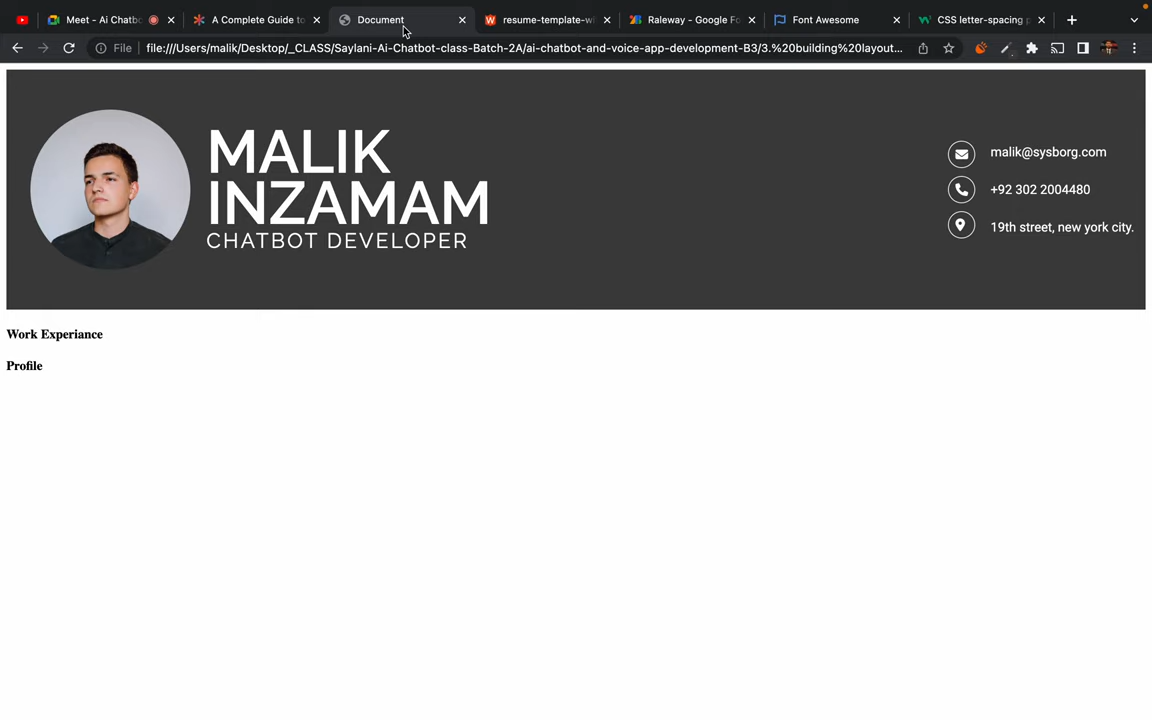 Meet - Ai Chatbo
A Complete Guide to
Document
resume-template-wi
Raleway - Google Fo
Font Awesome
CSS letter-spacing p
File
file:///Users/malik/Desktop/_CLASS/Saylani-Ai-Chatbot-class-Batch-2A/ai-chatbot-and-voice-app-development-B3/3.%20building%20layout...
MALIK
INZAMAM
CHATBOT DEVELOPER
malik@sysborg.com
+92 302 2004480
19th street, new york city.
Work Experiance
Profile